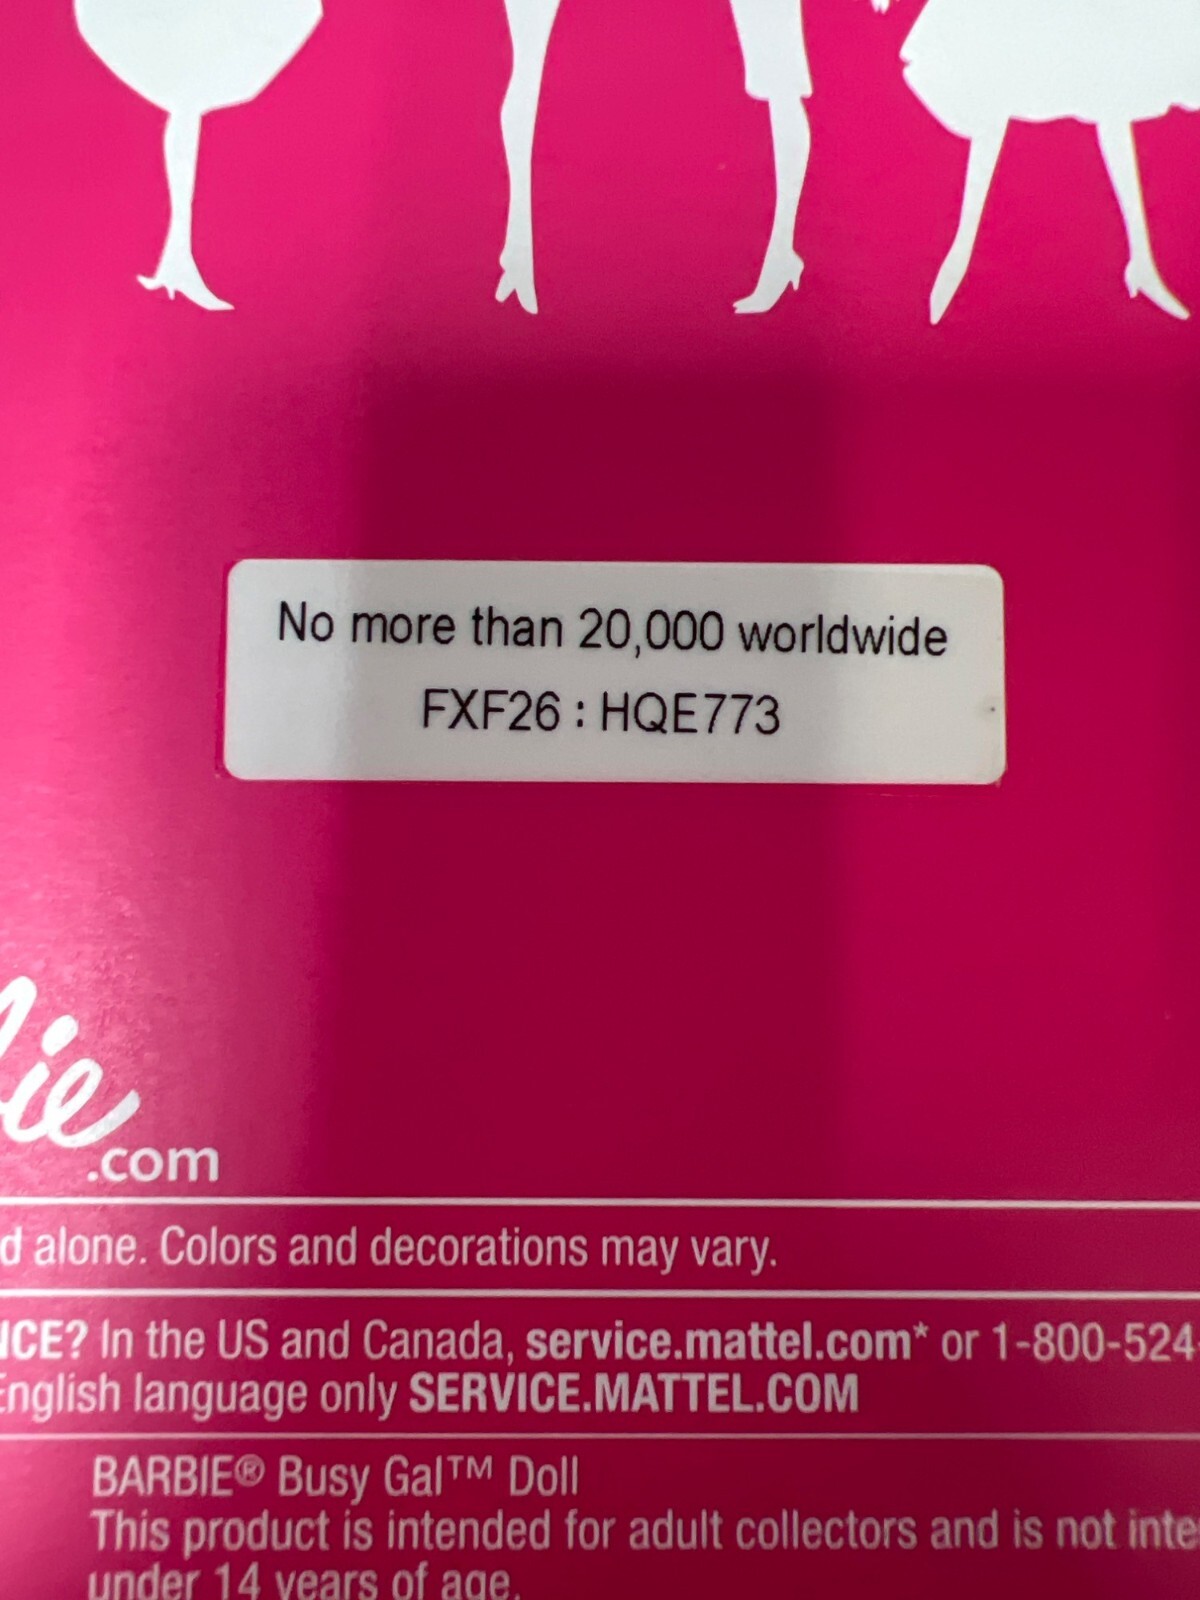 No more than 20,000 worldwide
FXF26 : HQE773
.com
d alone. Colors and decorations may vary.
CE? In the US and Canada, service.mattel.com* or 1-800-524-
English language only SERVICE.MATTEL.COM
BARBIE® Busy Gal™ Doll
This product is intended for adult collectors and is not inte
under 14 years of age.